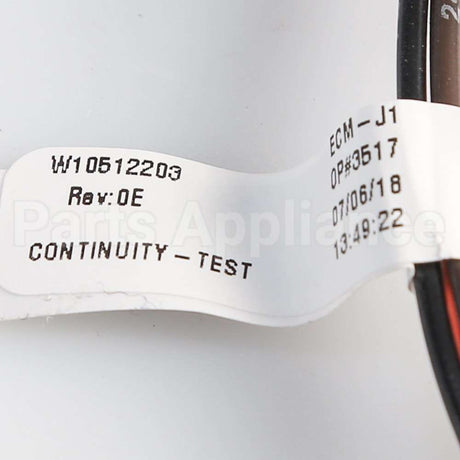 W10512203
Rev:0E
CONTINUITY-TEST
ECM-J1
OP#3517
07/06/18
13:49:22
Parts Appliance